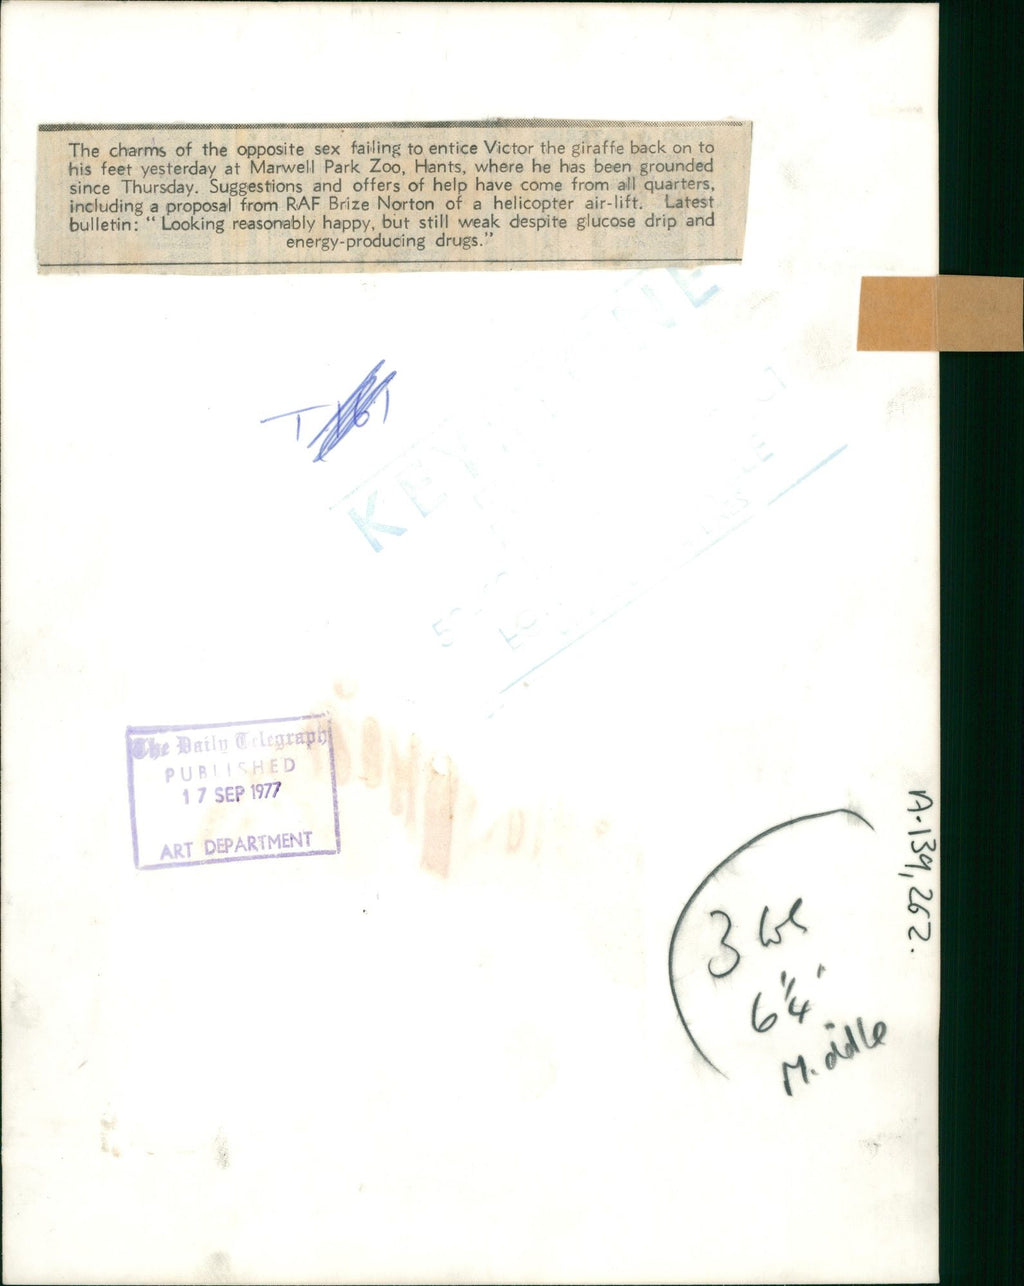 The charms of the opposite sex failing to entice Victor the giraffe back on to
his feet yesterday at Marwell Park Zoo, Hants, where he has been grounded
since Thursday. Suggestions and offers of help have come from all quarters,
including a proposal from RAF Brize Norton of a helicopter air-lift. Latest
bulletin: “ Looking reasonably happy, but still weak despite glucose drip and
energy-producing drugs.”
The Daily Telegraph
PUBLISHED
17 SEP 1977
ART DEPARTMENT
A-139,262.
3
6¼"
Middle